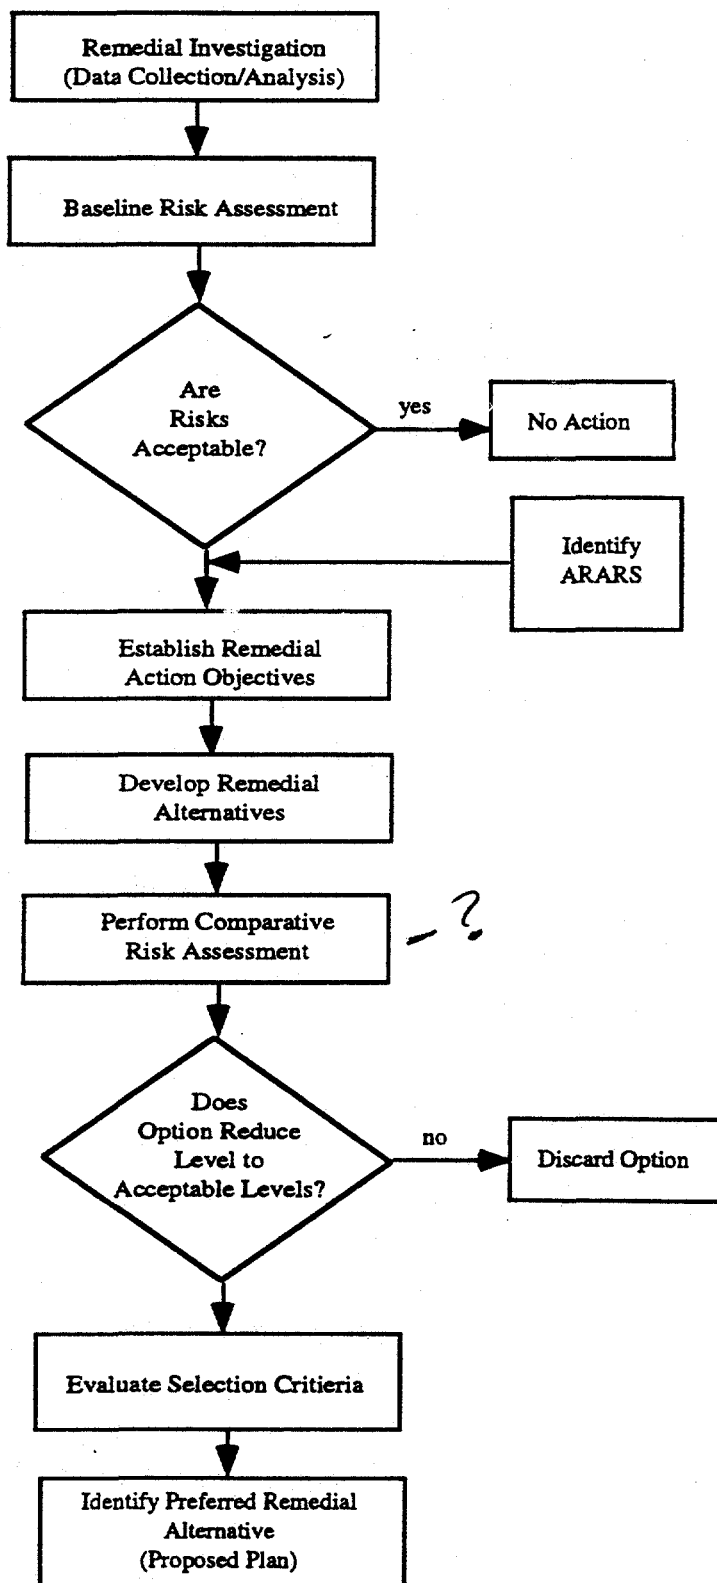 Remedial Investigation
(Data Collection/Analysis)
Baseline Risk Assessment
Are
Risks
Acceptable?
yes
No Action
Identify
ARARS
Establish Remedial
Action Objectives
Develop Remedial
Alternatives
Perform Comparative
Risk Assessment
- ?
Does
Option Reduce
Level to
Acceptable Levels?
no
Discard Option
Evaluate Selection Critieria
Identify Preferred Remedial
Alternative
(Proposed Plan)